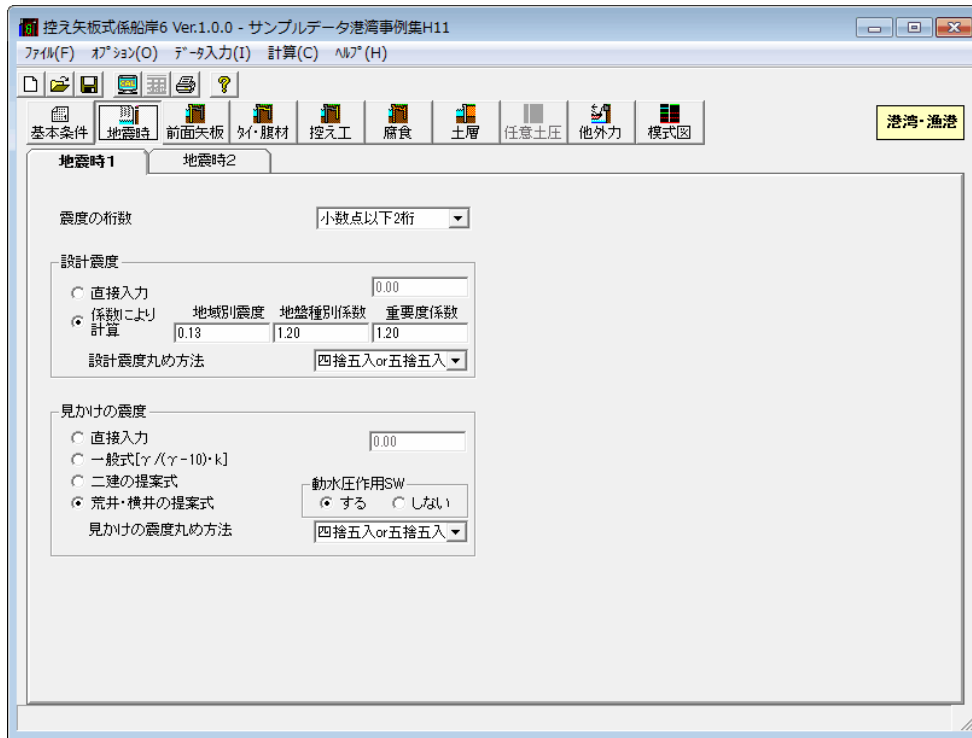 控え矢板式係船岸6 Ver.1.0.0 - サンプルデータ港湾事例集H11
ファイル(F) オプション(O) データ入力(I) 計算(C) ヘルプ(H)
基本条件 地震時 前面矢板 タイ・腹材 控え工 腐食 土層 任意土圧 他外力 模式図 港湾・漁港
地震時1 地震時2
震度の桁数 小数点以下2桁
設計震度
直接入力 0.00
係数により計算 地域別震度 地盤種別係数 重要度係数
0.13 1.20 1.20
設計震度丸め方法 四捨五入or五捨五入
見かけの震度
直接入力 0.00
一般式[γ/(γ-10)・k]
二建の提案式 動水圧作用SW
荒井・横井の提案式 する しない
見かけの震度丸め方法 四捨五入or五捨五入